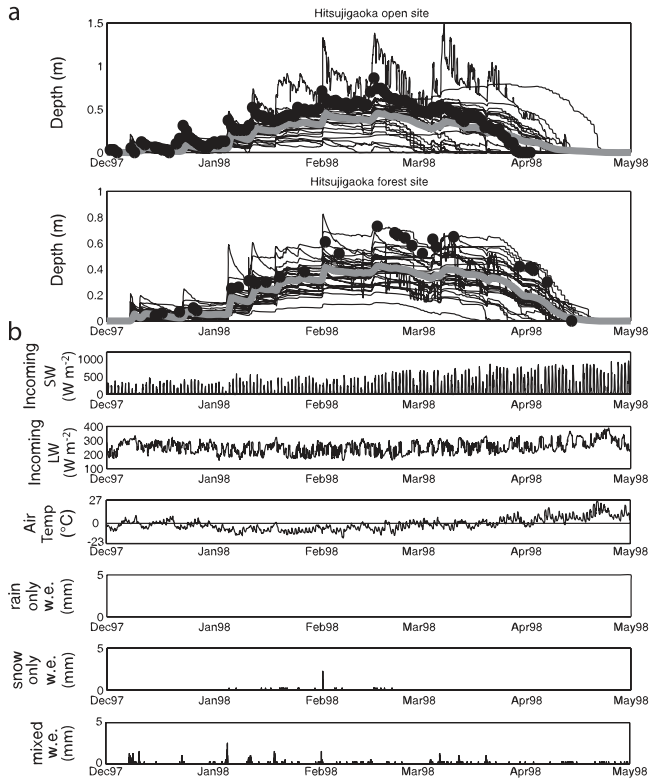 a
Hitsujigaoka open site
Depth (m)
1.5
1
0.5
0
Dec97 Jan98 Feb98 Mar98 Apr98 May98
Hitsujigaoka forest site
Depth (m)
1
0.8
0.6
0.4
0.2
0
Dec97 Jan98 Feb98 Mar98 Apr98 May98
b
Incoming
SW
(W m-2)
1000
500
0
Dec97 Jan98 Feb98 Mar98 Apr98 May98
Incoming
LW
(W m-2)
400
300
200
100
Dec97 Jan98 Feb98 Mar98 Apr98 May98
Air
Temp
(°C)
27
0
-23
Dec97 Jan98 Feb98 Mar98 Apr98 May98
rain
only
w.e.
(mm)
5
0
Dec97 Jan98 Feb98 Mar98 Apr98 May98
snow
only
w.e.
(mm)
5
0
Dec97 Jan98 Feb98 Mar98 Apr98 May98
mixed
w.e.
(mm)
5
0
Dec97 Jan98 Feb98 Mar98 Apr98 May98